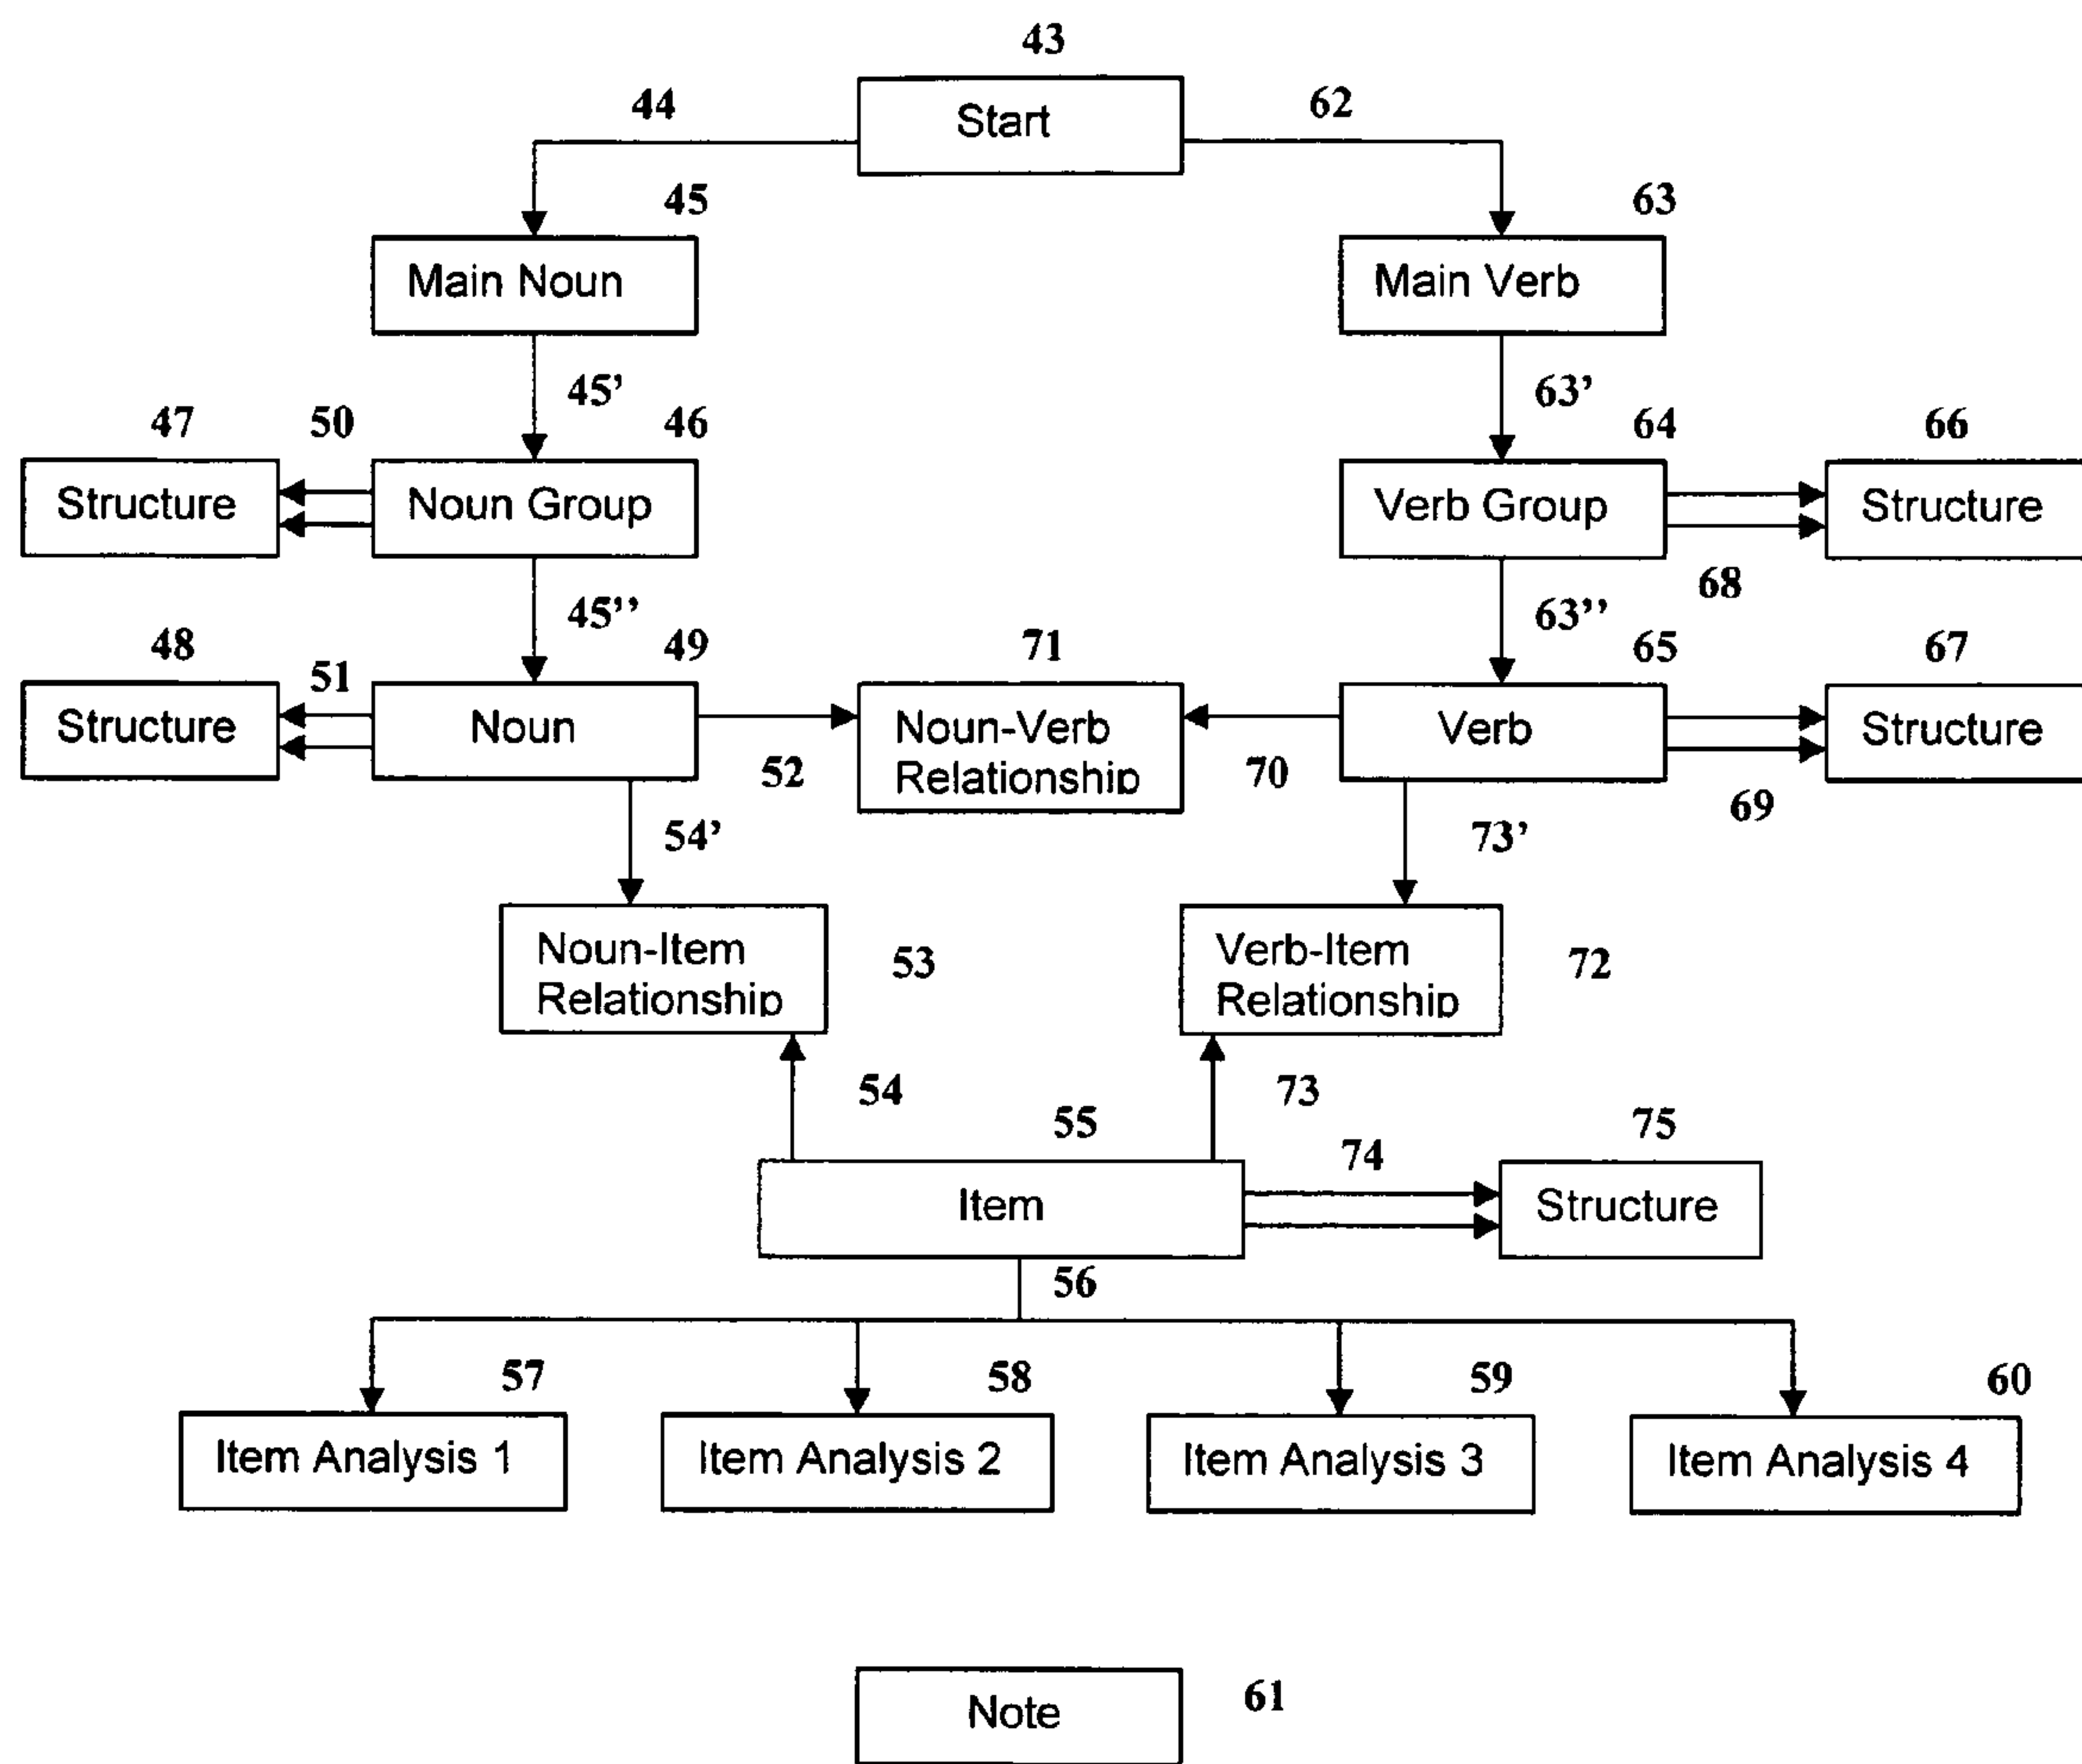 43
44
Start
62
45
63
Main Noun
Main Verb
45'
63'
47
50
46
64
66
Structure
Noun Group
Verb Group
Structure
68
45''
63''
48
51
49
71
65
67
Structure
Noun
Noun-Verb
Relationship
Verb
Structure
52
70
69
54'
73'
Noun-Item
Relationship
53
Verb-Item
Relationship
72
54
73
55
74
75
Item
Structure
56
57
58
59
60
Item Analysis 1
Item Analysis 2
Item Analysis 3
Item Analysis 4
Note
61